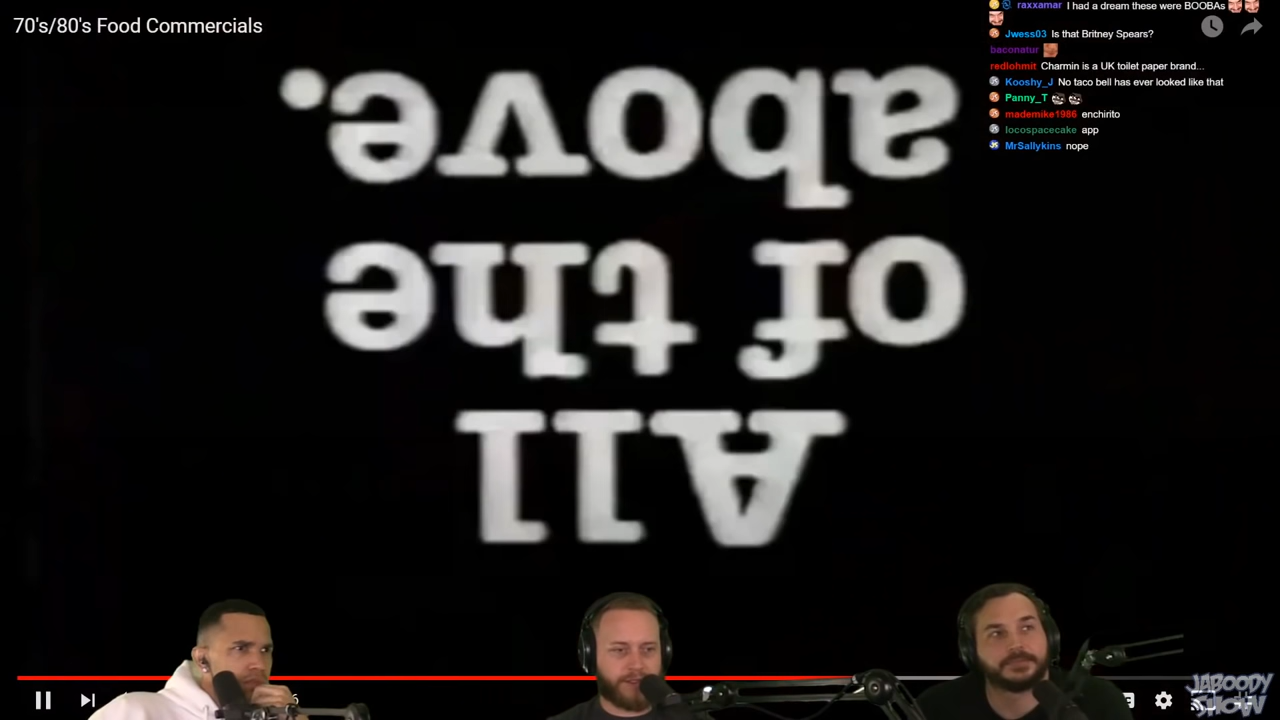 70's/80's Food Commercials
All
of the
above.
raxxamar I had a dream these were BOOBAs
Jwess03 Is that Britney Spears?
baconatur
redlohmit Charmin is a UK toilet paper brand...
Kooshy_J No taco bell has ever looked like that
Panny_T
mademike1986 enchirito
locospacecake app
MrSallykins nope
JABOODY
SHOW